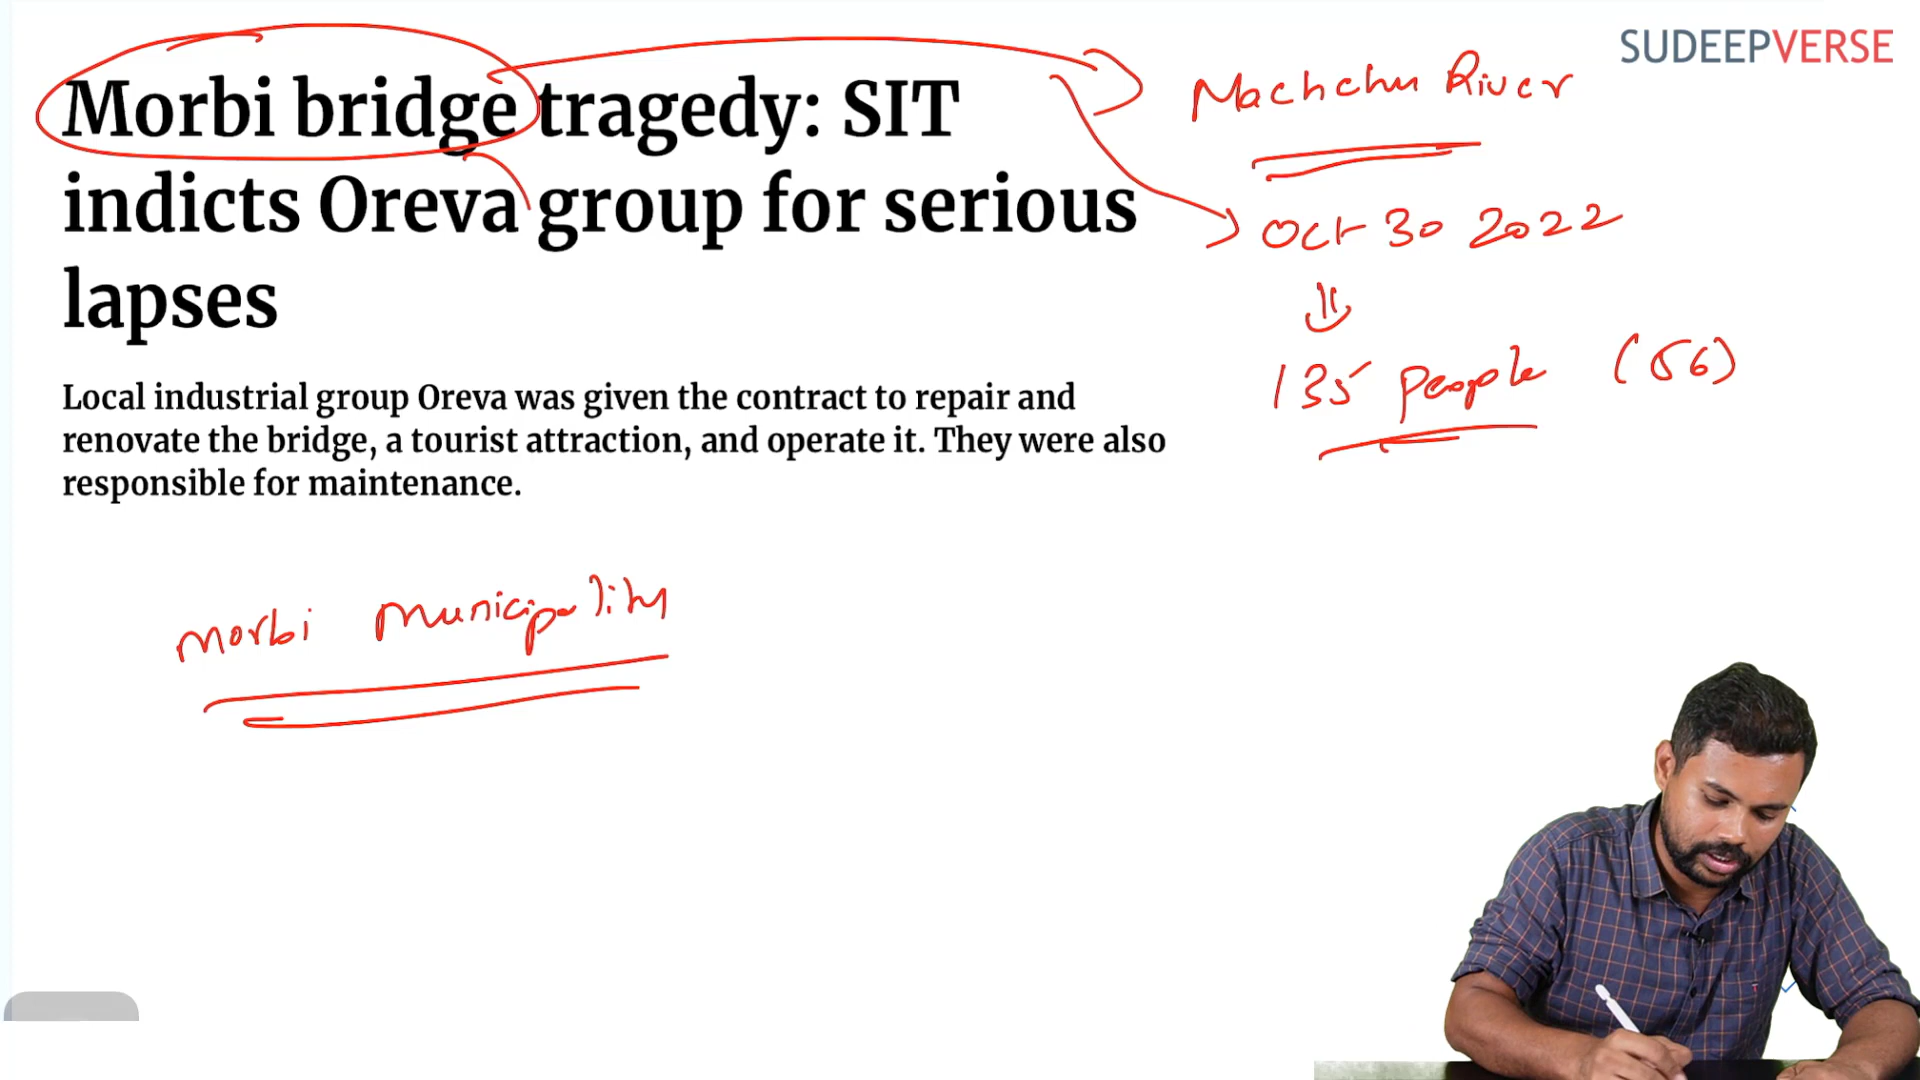 SUDEEPVERSE
Morbi bridge tragedy: SIT
indicts Oreva group for serious
lapses
Machchu River
Oct 30 2022
135 people (56)
Local industrial group Oreva was given the contract to repair and
renovate the bridge, a tourist attraction, and operate it. They were also
responsible for maintenance.
Morbi Municipality